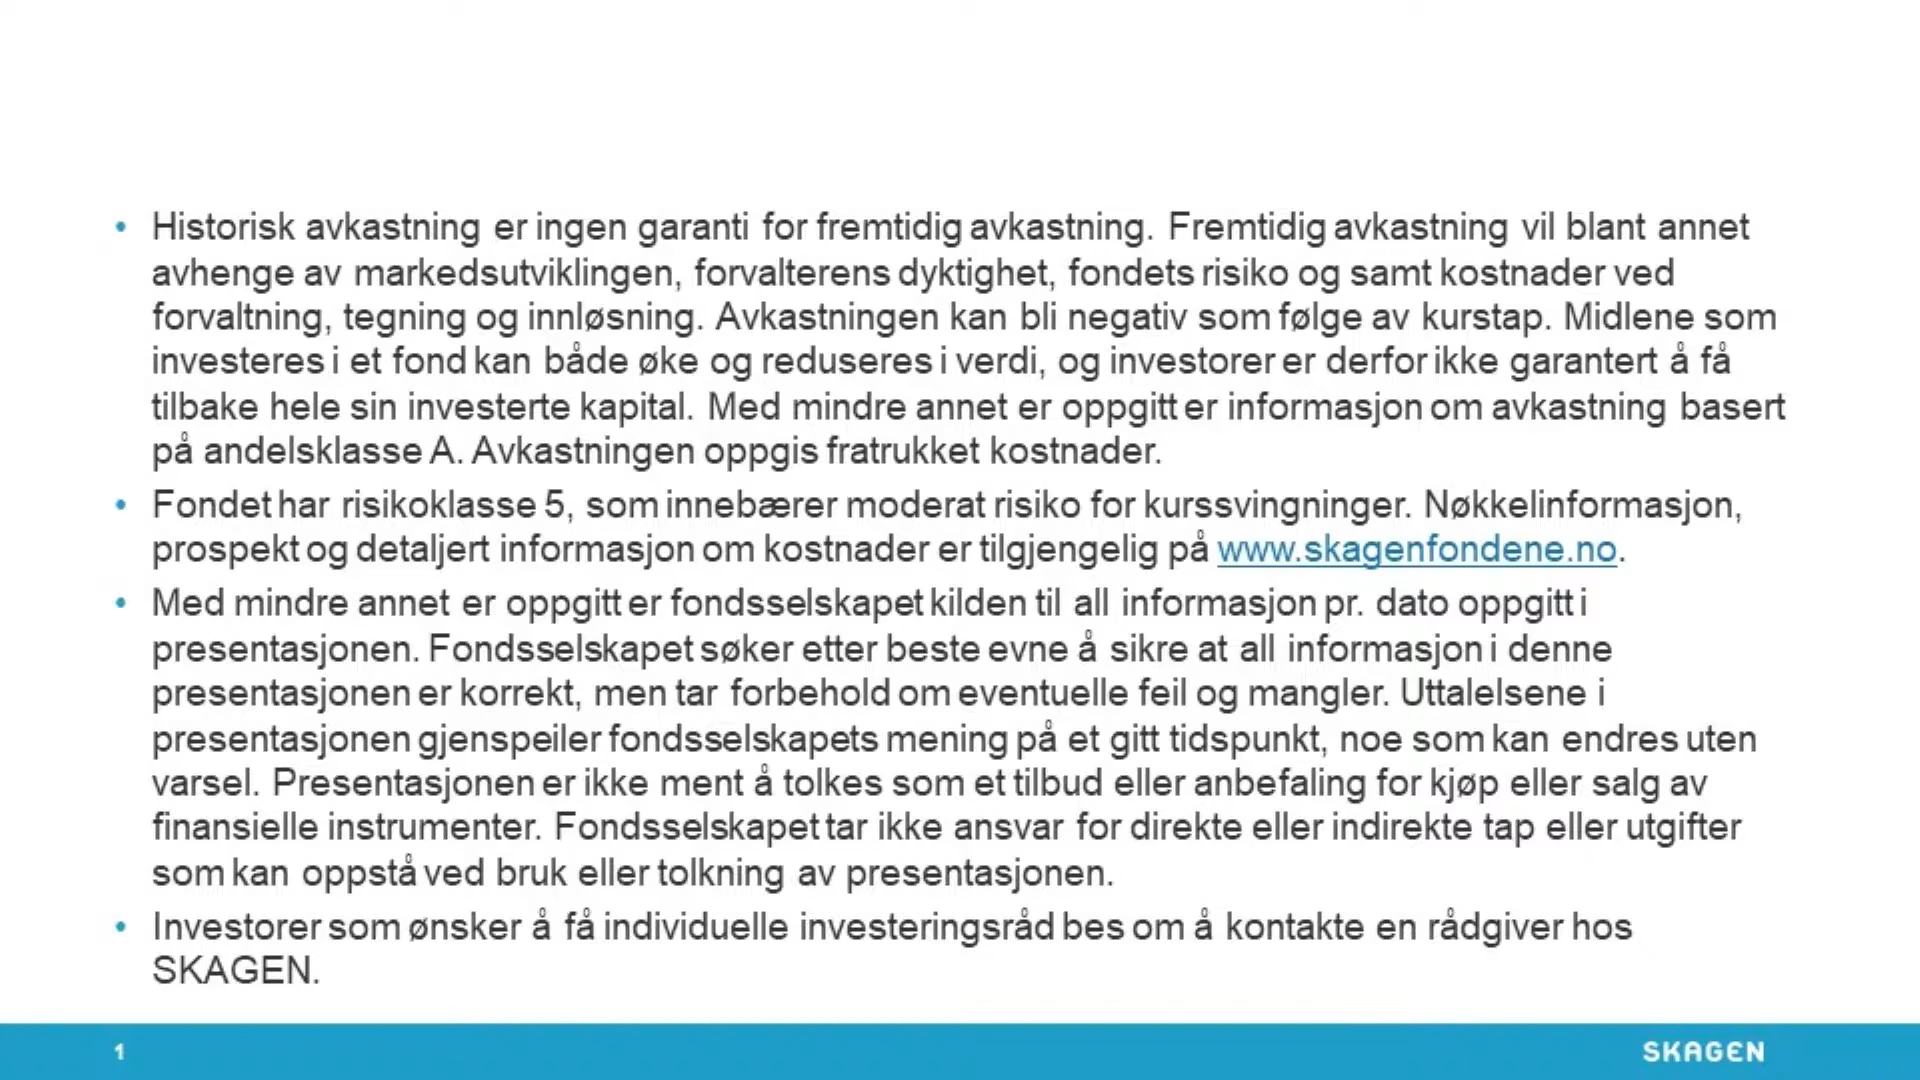 • Historisk avkastning er ingen garanti for fremtidig avkastning. Fremtidig avkastning vil blant annet
avhenge av markedsutviklingen, forvalterens dyktighet, fondets risiko og samt kostnader ved
forvaltning, tegning og innløsning. Avkastningen kan bli negativ som følge av kurstap. Midlene som
investeres i et fond kan både øke og reduseres i verdi, og investorer er derfor ikke garantert å få
tilbake hele sin investerte kapital. Med mindre annet er oppgitt er informasjon om avkastning basert
på andelsklasse A. Avkastningen oppgis fratrukket kostnader.
• Fondet har risikoklasse 5, som innebærer moderat risiko for kurssvingninger. Nøkkelinformasjon,
prospekt og detaljert informasjon om kostnader er tilgjengelig på www.skagenfondene.no.
• Med mindre annet er oppgitt er fondsselskapet kilden til all informasjon pr. dato oppgitt i
presentasjonen. Fondsselskapet søker etter beste evne å sikre at all informasjon i denne
presentasjonen er korrekt, men tar forbehold om eventuelle feil og mangler. Uttalelsene i
presentasjonen gjenspeiler fondsselskapets mening på et gitt tidspunkt, noe som kan endres uten
varsel. Presentasjonen er ikke ment å tolkes som et tilbud eller anbefaling for kjøp eller salg av
finansielle instrumenter. Fondsselskapet tar ikke ansvar for direkte eller indirekte tap eller utgifter
som kan oppstå ved bruk eller tolkning av presentasjonen.
• Investorer som ønsker å få individuelle investeringsråd bes om å kontakte en rådgiver hos
SKAGEN.
1
SKAGEN